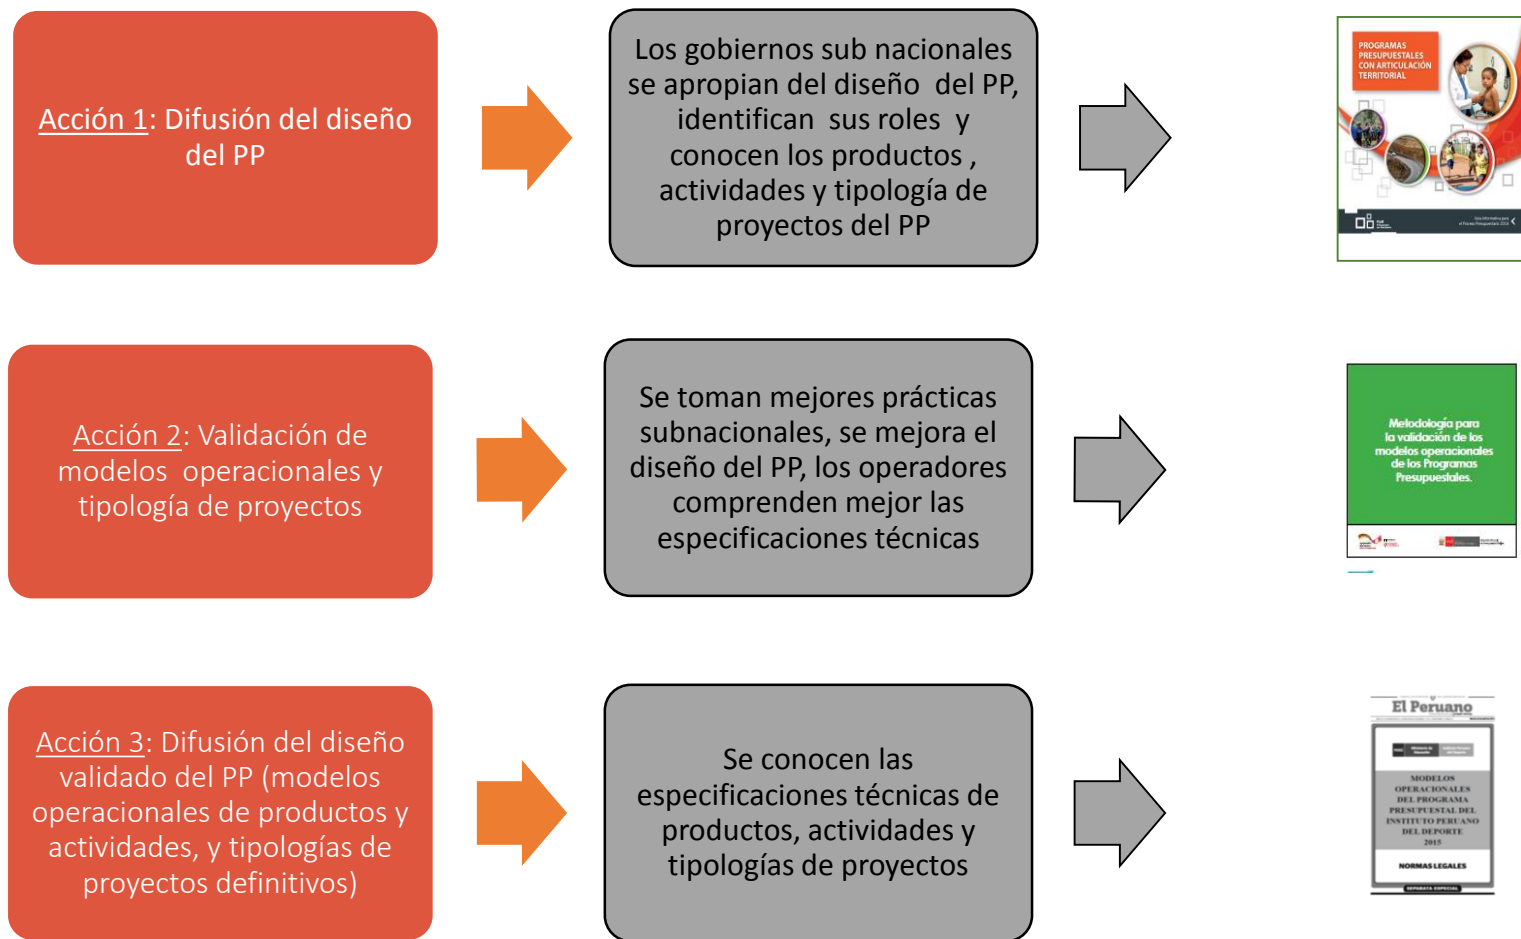 Acción 1: Difusión del diseño
del PP
Los gobiernos sub nacionales
se apropian del diseño del PP,
identifican sus roles y
conocen los productos ,
actividades y tipología de
proyectos del PP
PROGRAMAS
PRESUPUESTALES
CON ARTICULACIÓN
TERRITORIAL
Acción 2: Validación de
modelos operacionales y
tipología de proyectos
Se toman mejores prácticas
subnacionales, se mejora el
diseño del PP, los operadores
comprenden mejor las
especificaciones técnicas
Metodología para
la validación de los
modelos operacionales
de los Programas
Presupuestales.
Acción 3: Difusión del diseño
validado del PP (modelos
operacionales de productos y
actividades, y tipologías de
proyectos definitivos)
Se conocen las
especificaciones técnicas de
productos, actividades y
tipologías de proyectos
El Peruano
MODELOS
OPERACIONALES
DEL PROGRAMA
PRESUPUESTAL DEL
INSTITUTO PERUANO
DEL DEPORTE
2015
NORMAS LEGALES
SEPARATA ESPECIAL